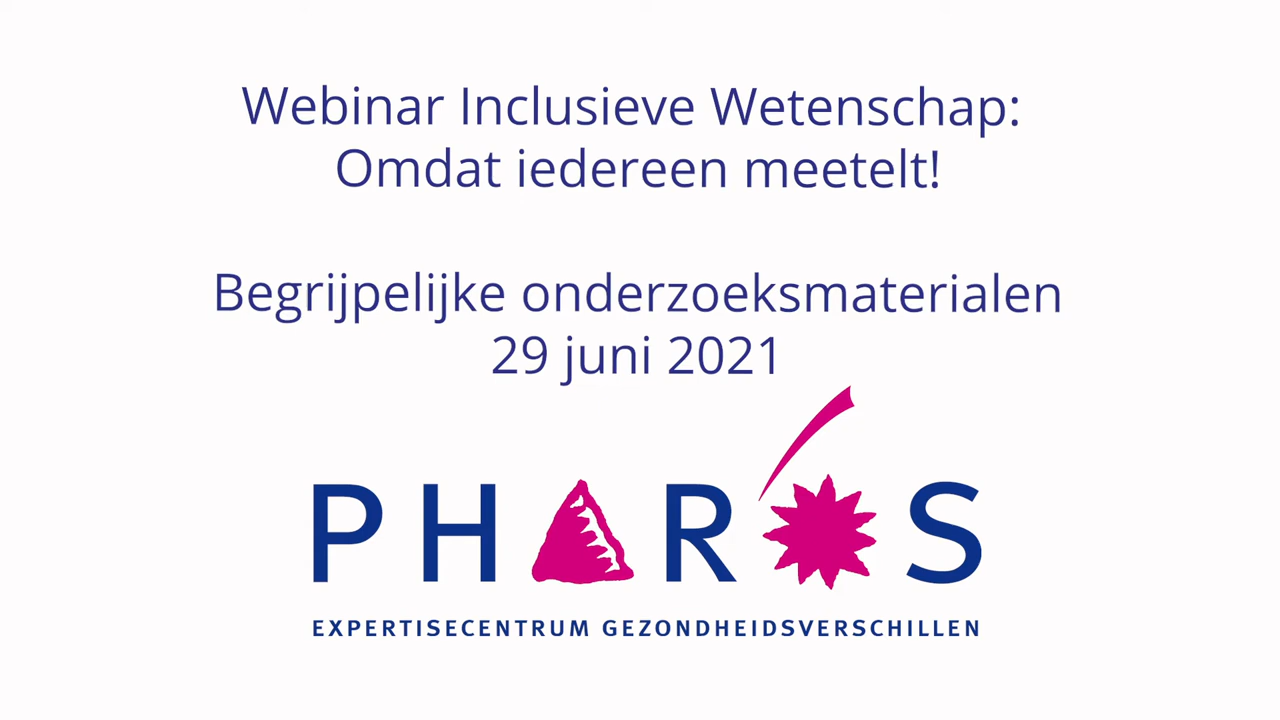 Webinar Inclusieve Wetenschap:
Omdat iedereen meetelt!
Begrijpelijke onderzoeksmaterialen
29 juni 2021
PHAROS
EXPERTISECENTRUM GEZONDHEIDSVERSCHILLEN